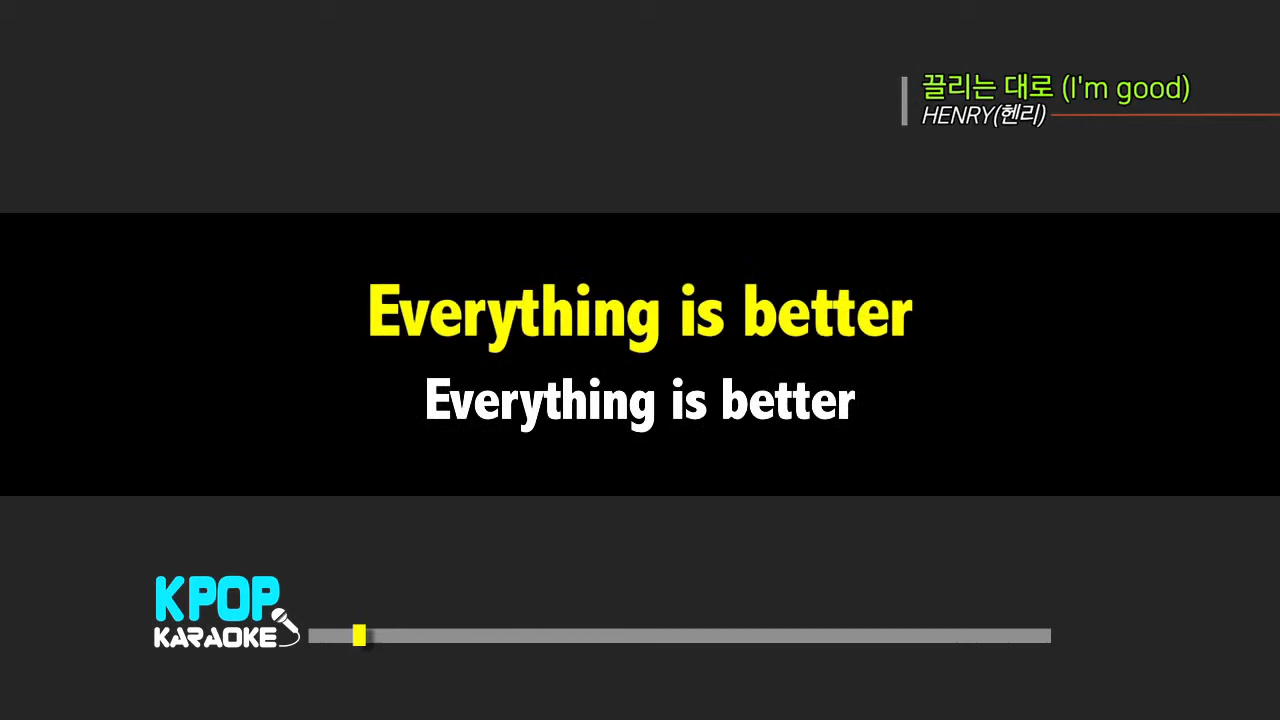 끌리는 대로 (I'm good)
HENRY(헨리)
Everything is better
Everything is better
KPOP
KARAOKE